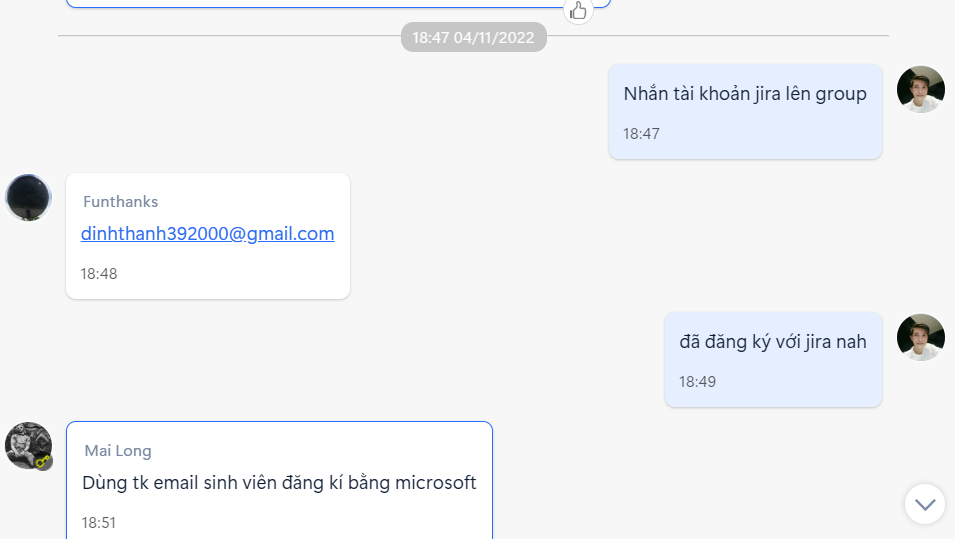 18:47 04/11/2022
Nhắn tài khoản jira lên group
18:47
Funthanks
dinhthanh392000@gmail.com
18:48
đã đăng ký với jira nah
18:49
Mai Long
Dùng tk email sinh viên đăng kí bằng microsoft
18:51